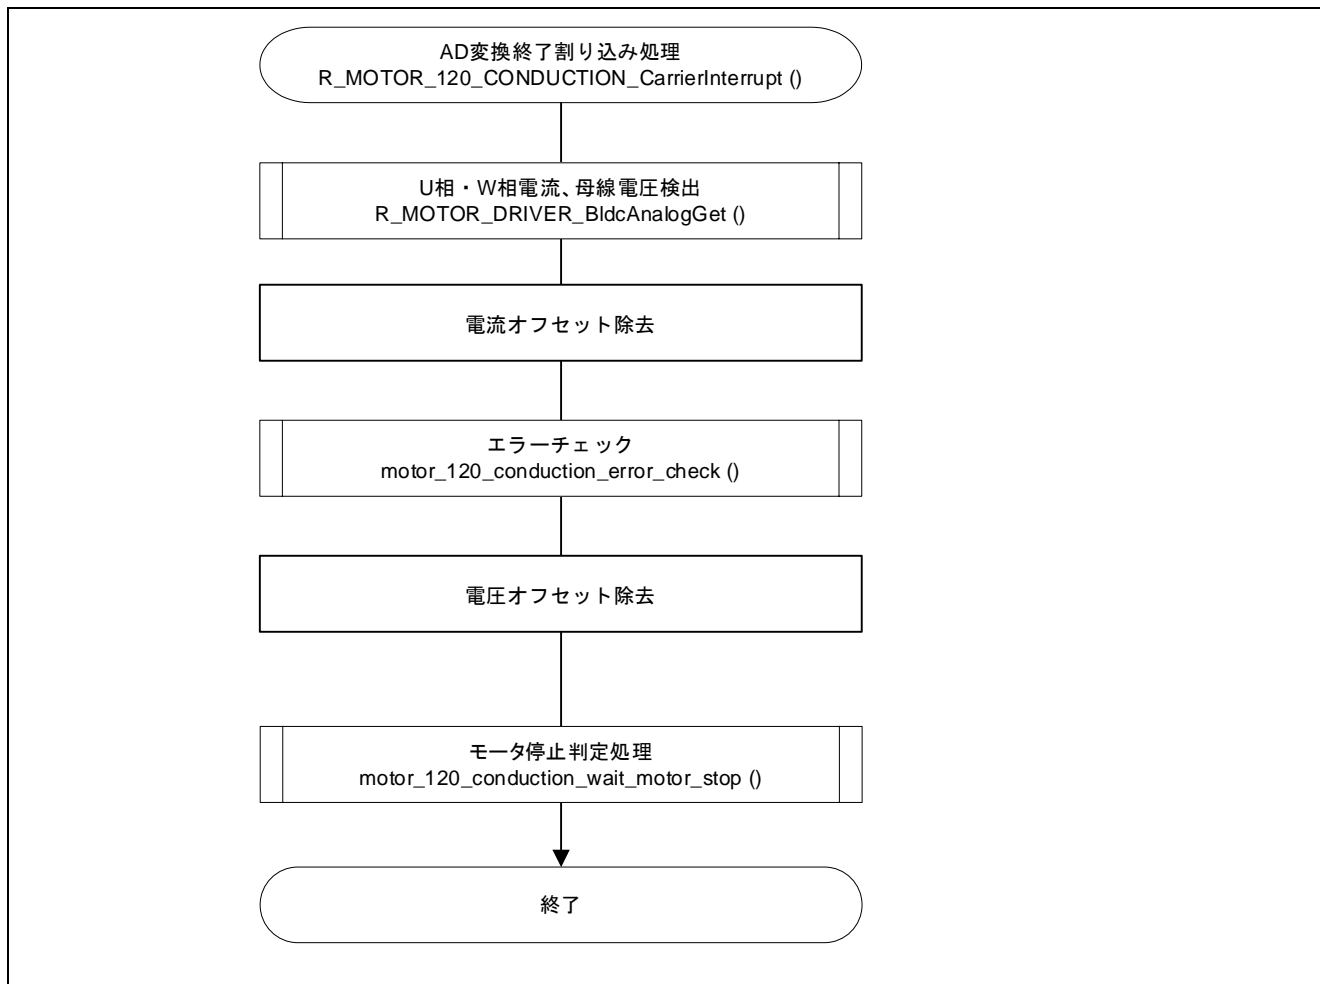 AD変換終了割り込み処理
R_MOTOR_120_CONDUCTION_CarrierInterrupt ()
U相・W相電流、母線電圧検出
R_MOTOR_DRIVER_BldcAnalogGet ()
電流オフセット除去
エラーチェック
motor_120_conduction_error_check ()
電圧オフセット除去
モータ停止判定処理
motor_120_conduction_wait_motor_stop ()
終了